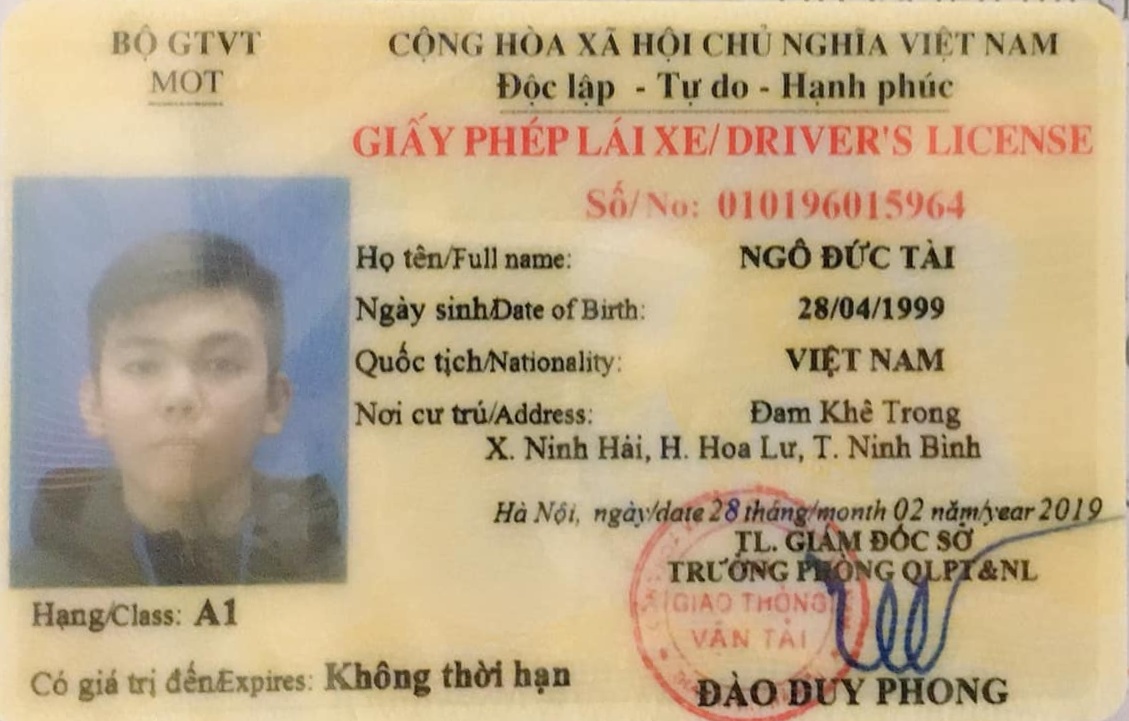 BỘ GTVT
MOT
CỘNG HÒA XÃ HỘI CHỦ NGHĨA VIỆT NAM
Độc lập - Tự do - Hạnh phúc
GIẤY PHÉP LÁI XE/DRIVER'S LICENSE
Số/No: 010196015964
Họ tên/Full name: NGÔ ĐỨC TÀI
Ngày sinh/Date of Birth: 28/04/1999
Quốc tịch/Nationality: VIỆT NAM
Nơi cư trú/Address: Đam Khê Trong
X. Ninh Hải, H. Hoa Lư, T. Ninh Bình
Hà Nội, ngày/date 28 tháng/month 02 năm/year 2019
TL. GIÁM ĐỐC SỞ
TRƯỞNG PHÒNG QLPT&NL
GIAO THÔNG
VẬN TẢI
ĐÀO DUY PHONG
Hạng/Class: A1
Có giá trị đến/Expires: Không thời hạn